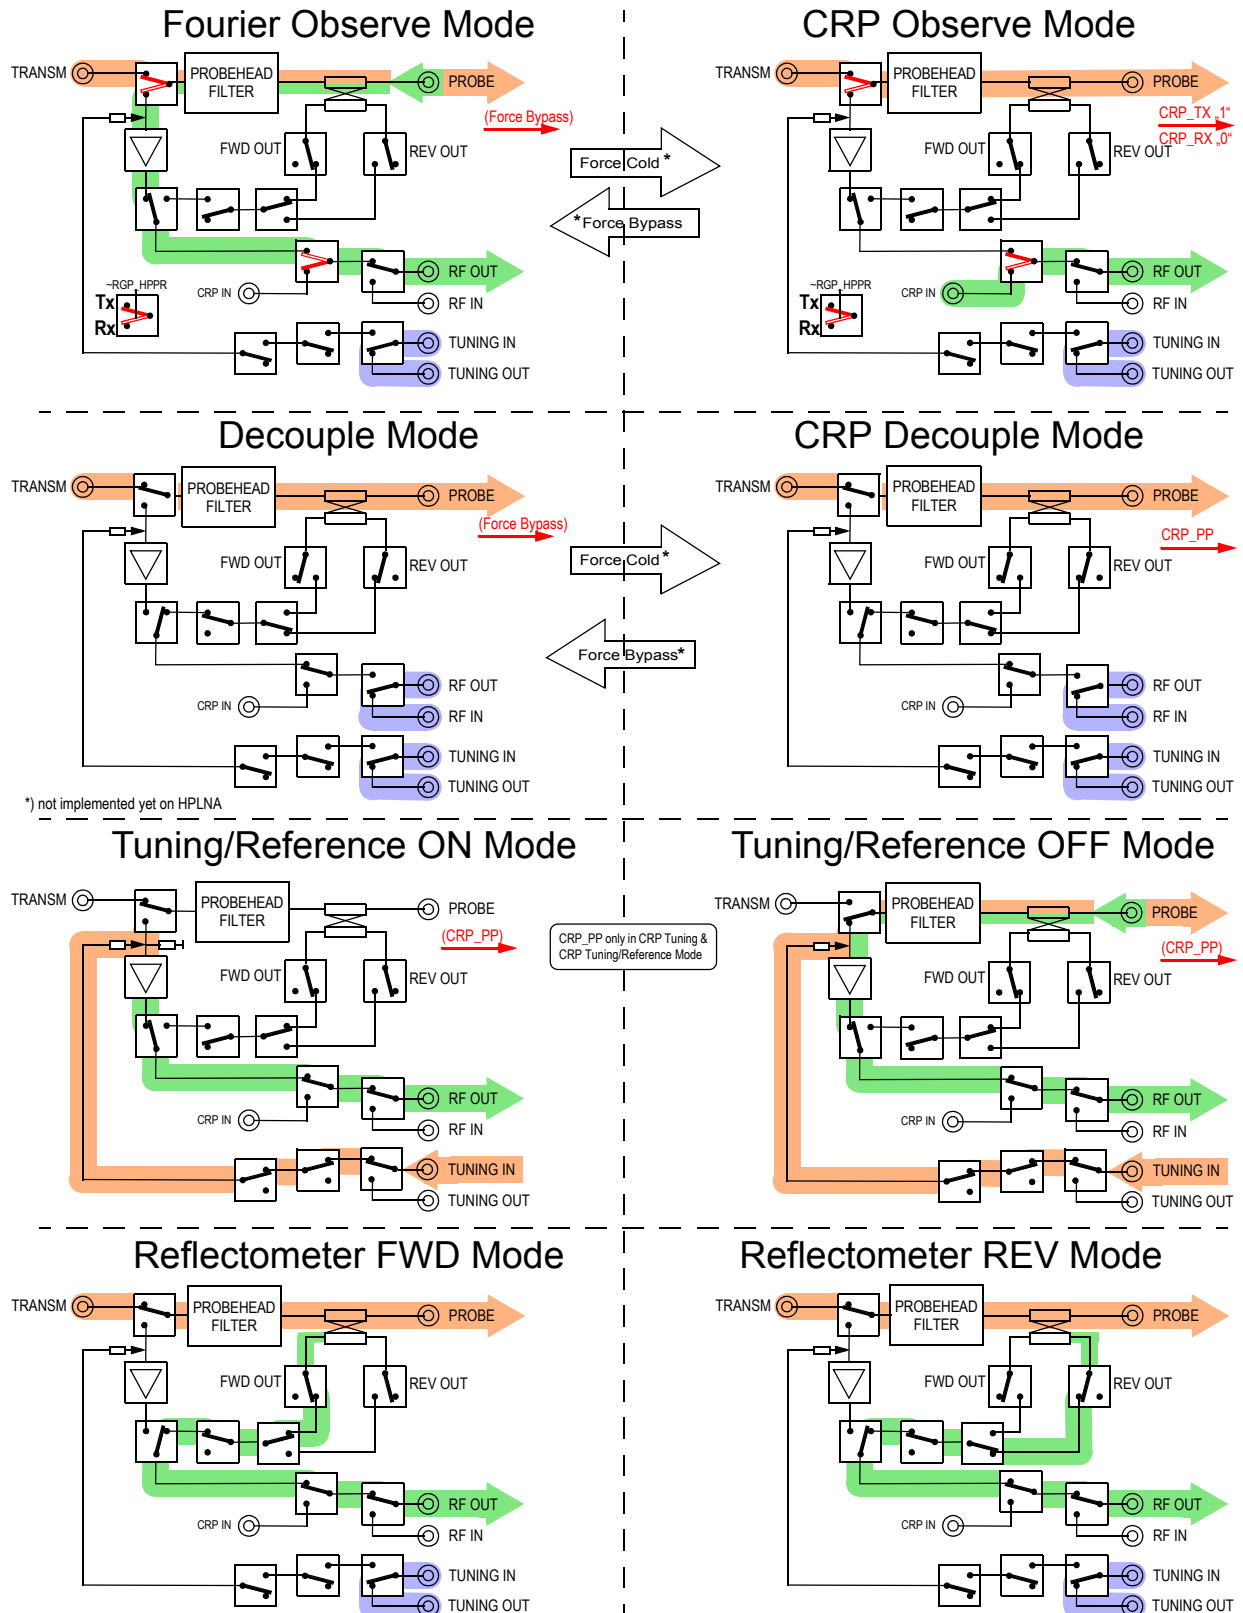 Fourier Observe Mode
TRANSM
PROBEHEAD
FILTER
PROBE
(Force Bypass)
FWD OUT
REV OUT
RF OUT
CRP IN
RF IN
~RGP_HPPR
Tx
Rx
TUNING IN
TUNING OUT
Force Cold *
*Force Bypass
CRP Observe Mode
TRANSM
PROBEHEAD
FILTER
PROBE
CRP_TX „1“
CRP_RX „0“
FWD OUT
REV OUT
RF OUT
CRP IN
RF IN
~RGP_HPPR
Tx
Rx
TUNING IN
TUNING OUT
Decouple Mode
TRANSM
PROBEHEAD
FILTER
PROBE
(Force Bypass)
FWD OUT
REV OUT
RF OUT
CRP IN
RF IN
TUNING IN
TUNING OUT
*) not implemented yet on HPLNA
Force Cold*
Force Bypass*
CRP Decouple Mode
TRANSM
PROBEHEAD
FILTER
PROBE
CRP_PP
FWD OUT
REV OUT
RF OUT
CRP IN
RF IN
TUNING IN
TUNING OUT
Tuning/Reference ON Mode
TRANSM
PROBEHEAD
FILTER
PROBE
(CRP_PP)
FWD OUT
REV OUT
RF OUT
CRP IN
RF IN
TUNING IN
TUNING OUT
CRP_PP only in CRP Tuning &
CRP Tuning/Reference Mode
Tuning/Reference OFF Mode
TRANSM
PROBEHEAD
FILTER
PROBE
(CRP_PP)
FWD OUT
REV OUT
RF OUT
CRP IN
RF IN
TUNING IN
TUNING OUT
Reflectometer FWD Mode
TRANSM
PROBEHEAD
FILTER
PROBE
FWD OUT
REV OUT
RF OUT
CRP IN
RF IN
TUNING IN
TUNING OUT
Reflectometer REV Mode
TRANSM
PROBEHEAD
FILTER
PROBE
FWD OUT
REV OUT
RF OUT
CRP IN
RF IN
TUNING IN
TUNING OUT